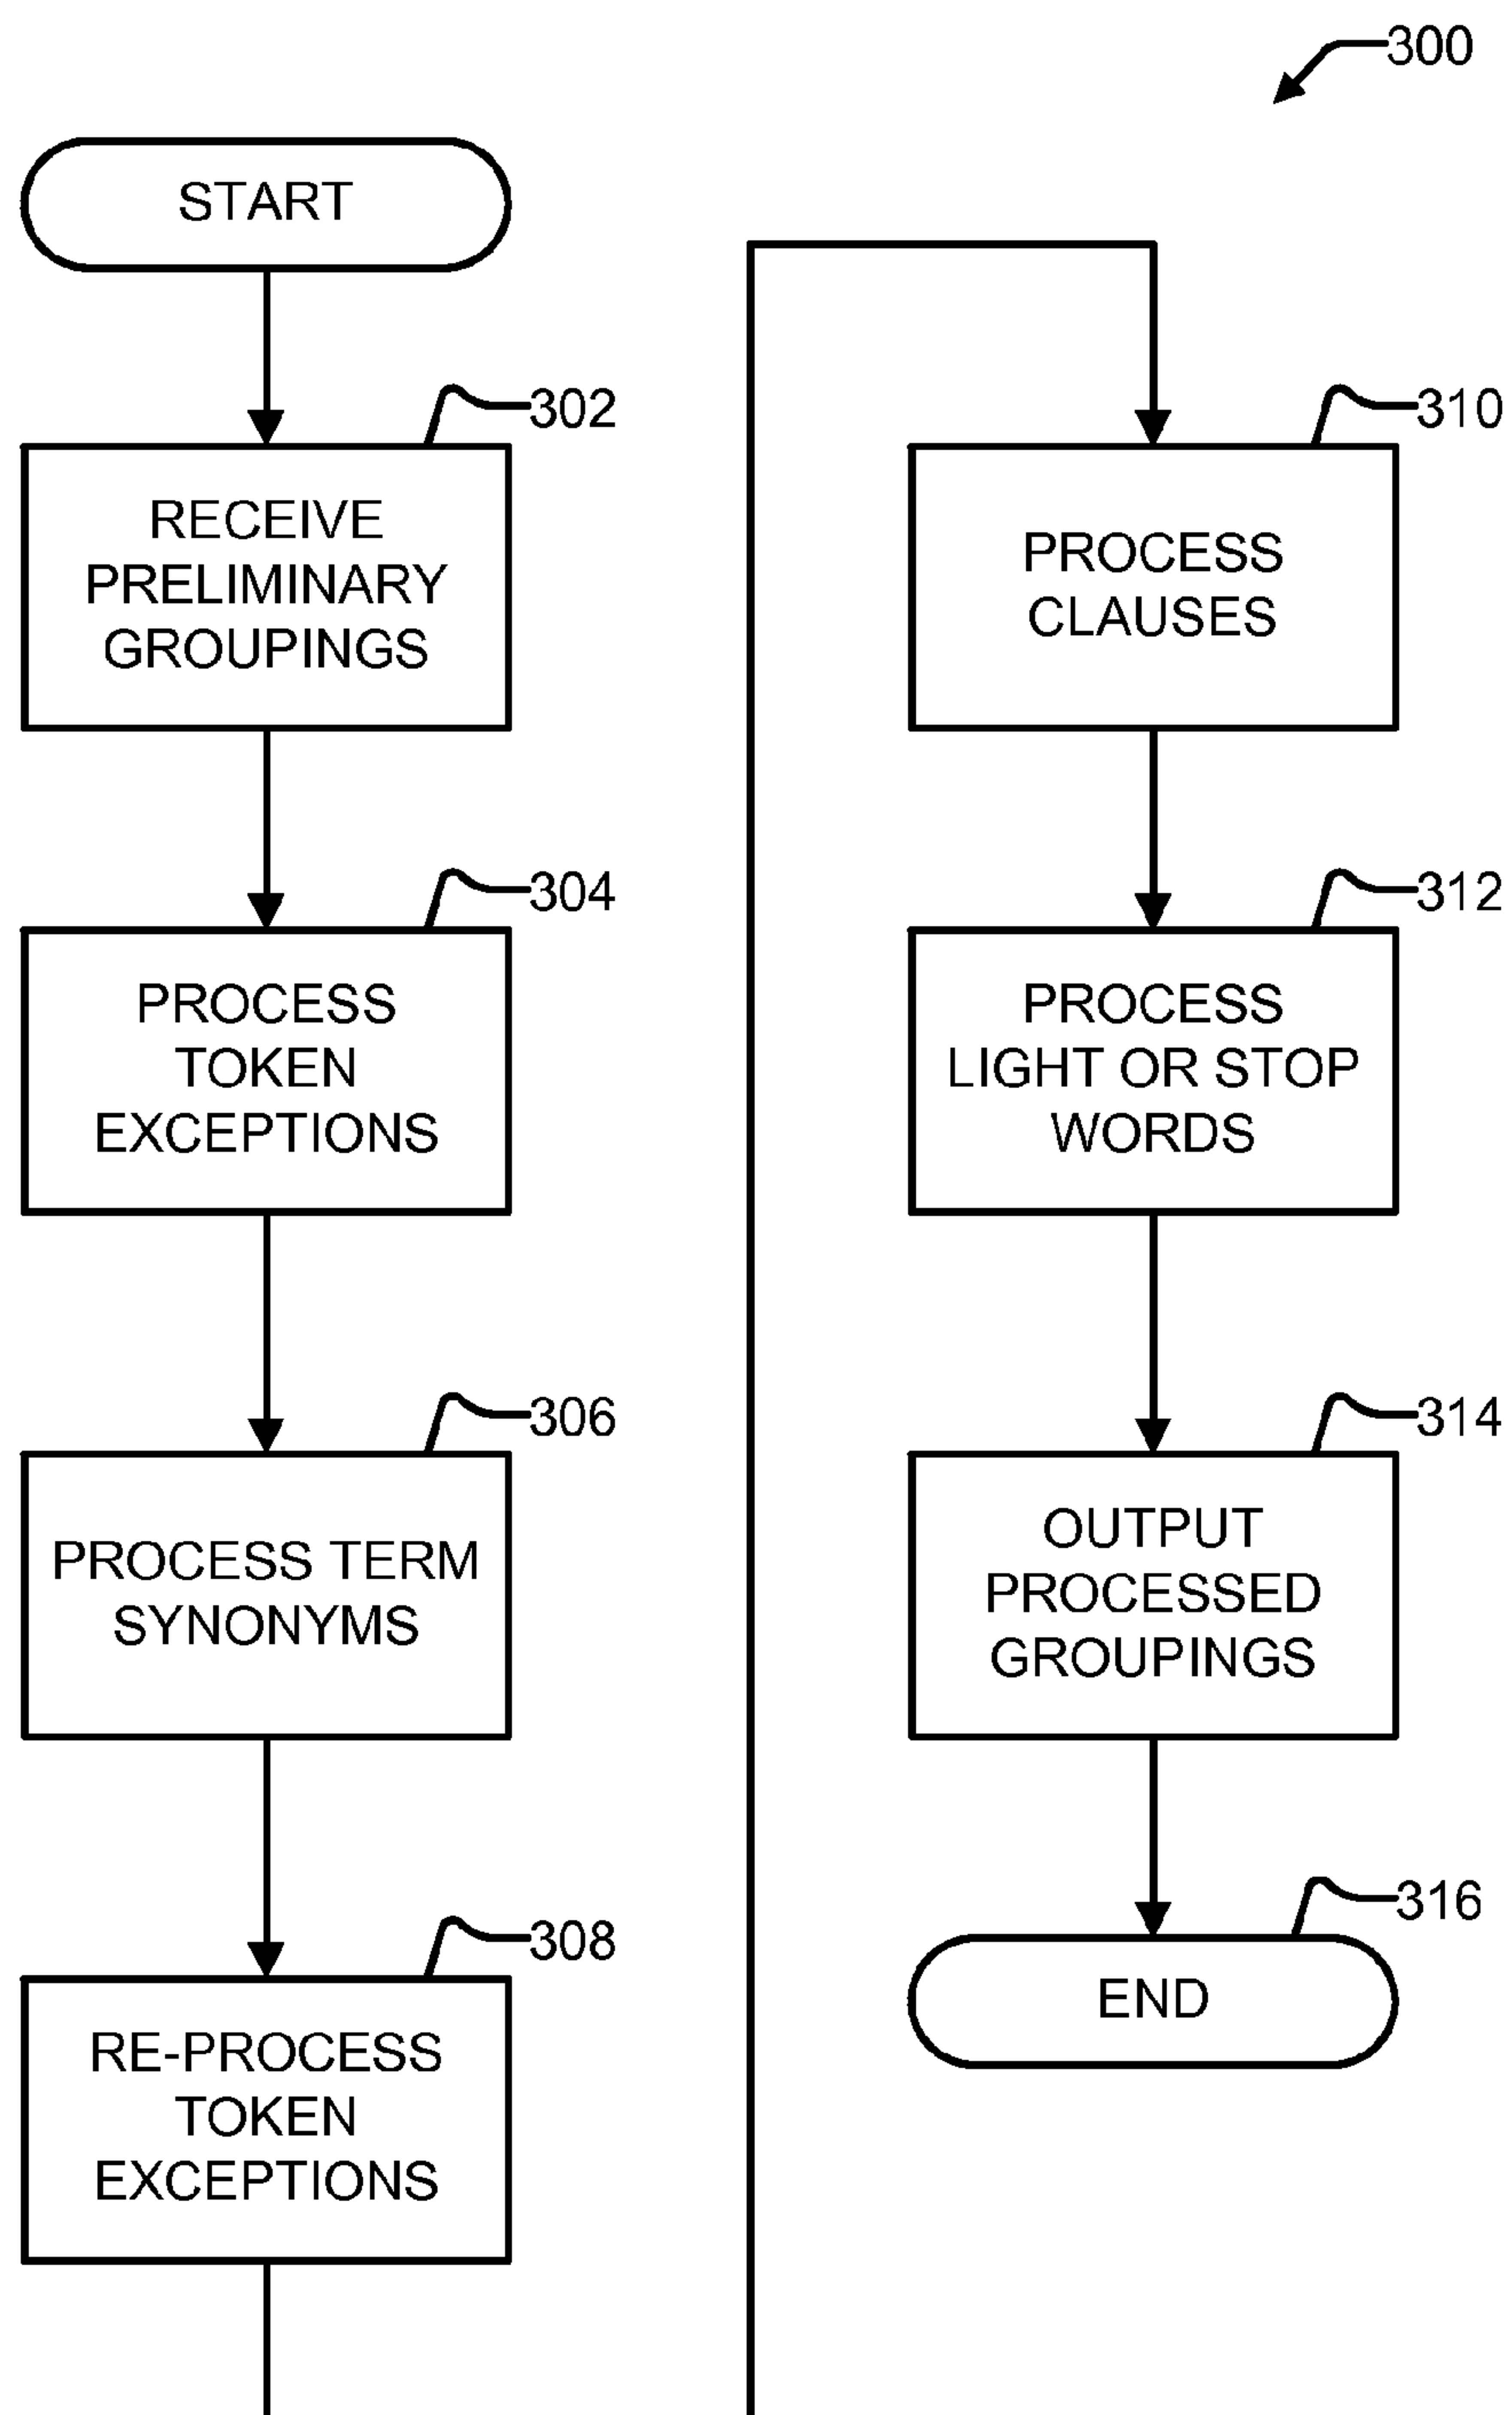 300
START
302
RECEIVE
PRELIMINARY
GROUPINGS
304
PROCESS
TOKEN
EXCEPTIONS
306
PROCESS TERM
SYNONYMS
308
RE-PROCESS
TOKEN
EXCEPTIONS
310
PROCESS
CLAUSES
312
PROCESS
LIGHT OR STOP
WORDS
314
OUTPUT
PROCESSED
GROUPINGS
316
END